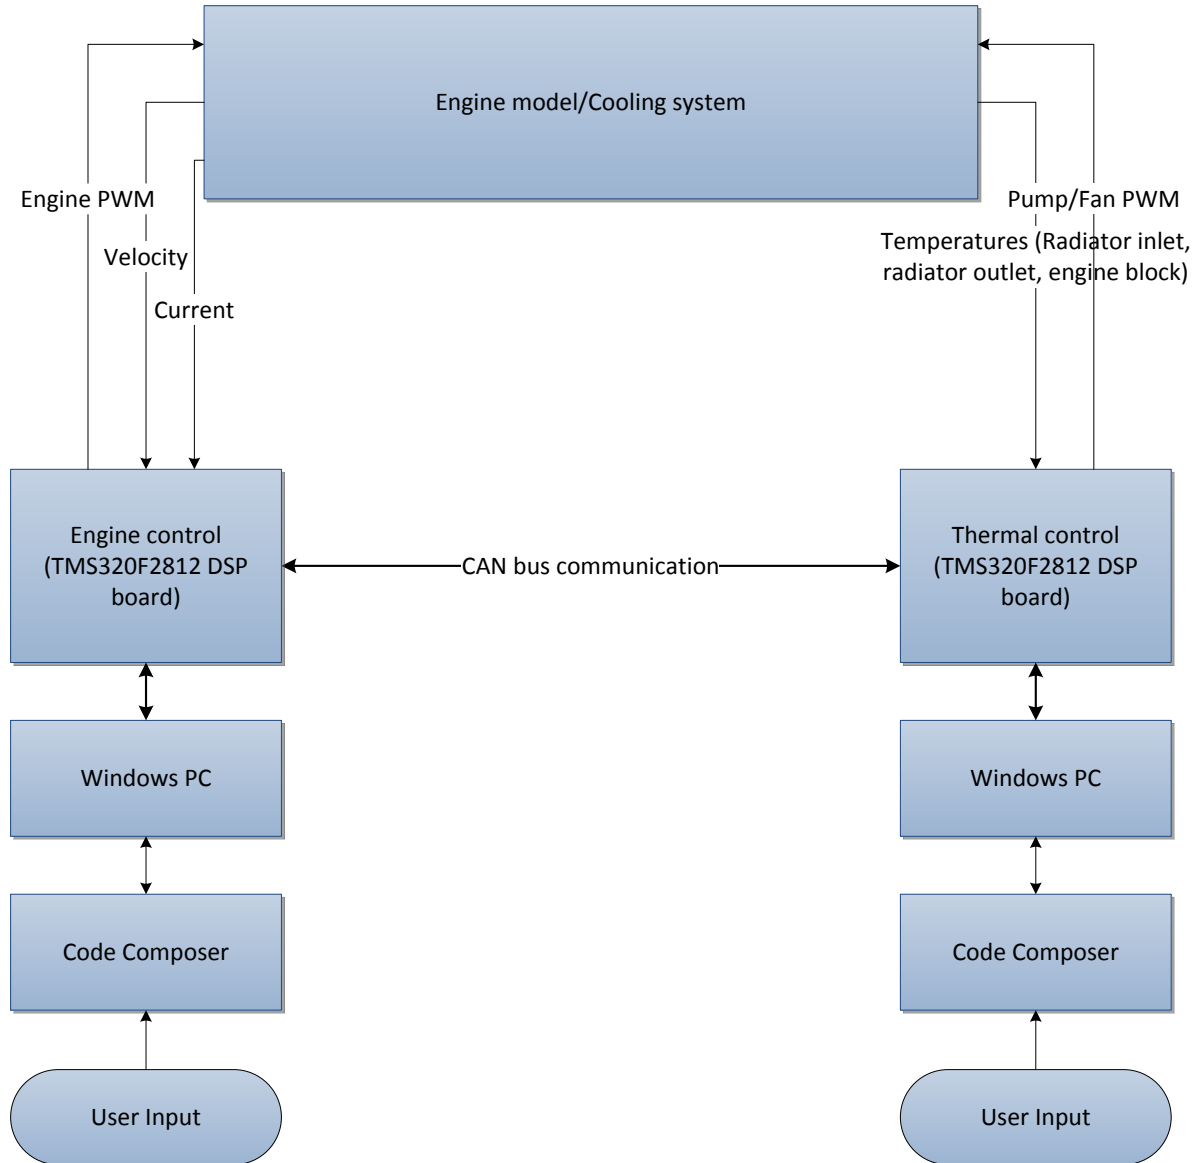 Engine model/Cooling system
Engine PWM
Velocity
Current
Pump/Fan PWM
Temperatures (Radiator inlet,
radiator outlet, engine block)
Engine control
(TMS320F2812 DSP
board)
CAN bus communication
Thermal control
(TMS320F2812 DSP
board)
Windows PC
Windows PC
Code Composer
Code Composer
User Input
User Input